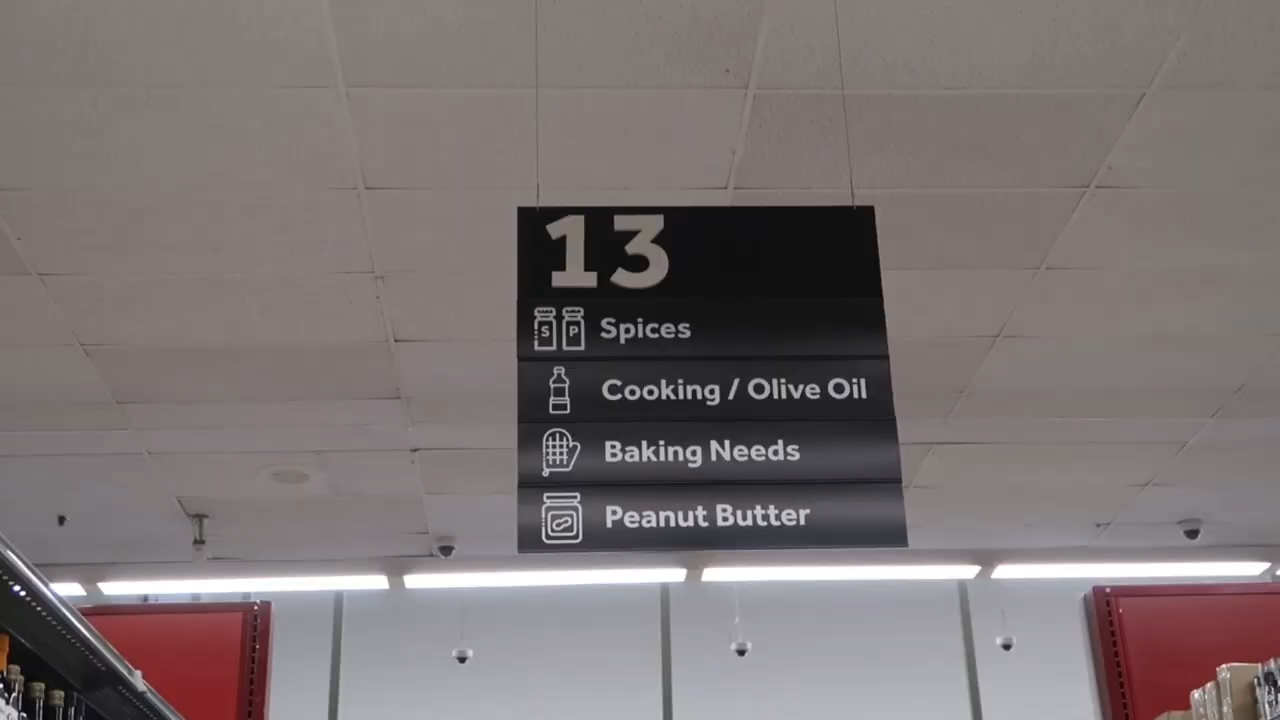 13
S P Spices
Cooking / Olive Oil
Baking Needs
Peanut Butter